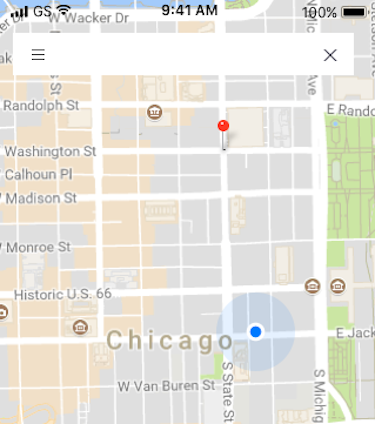 GS 9:41 AM 100%
W Wacker Dr
Randolph St
E Rando
Washington St
Calhoun Pl
W Madison St
W Monroe St
Historic U.S. 66
Chicago
E Jack
W Van Buren St
S State St
S Michig